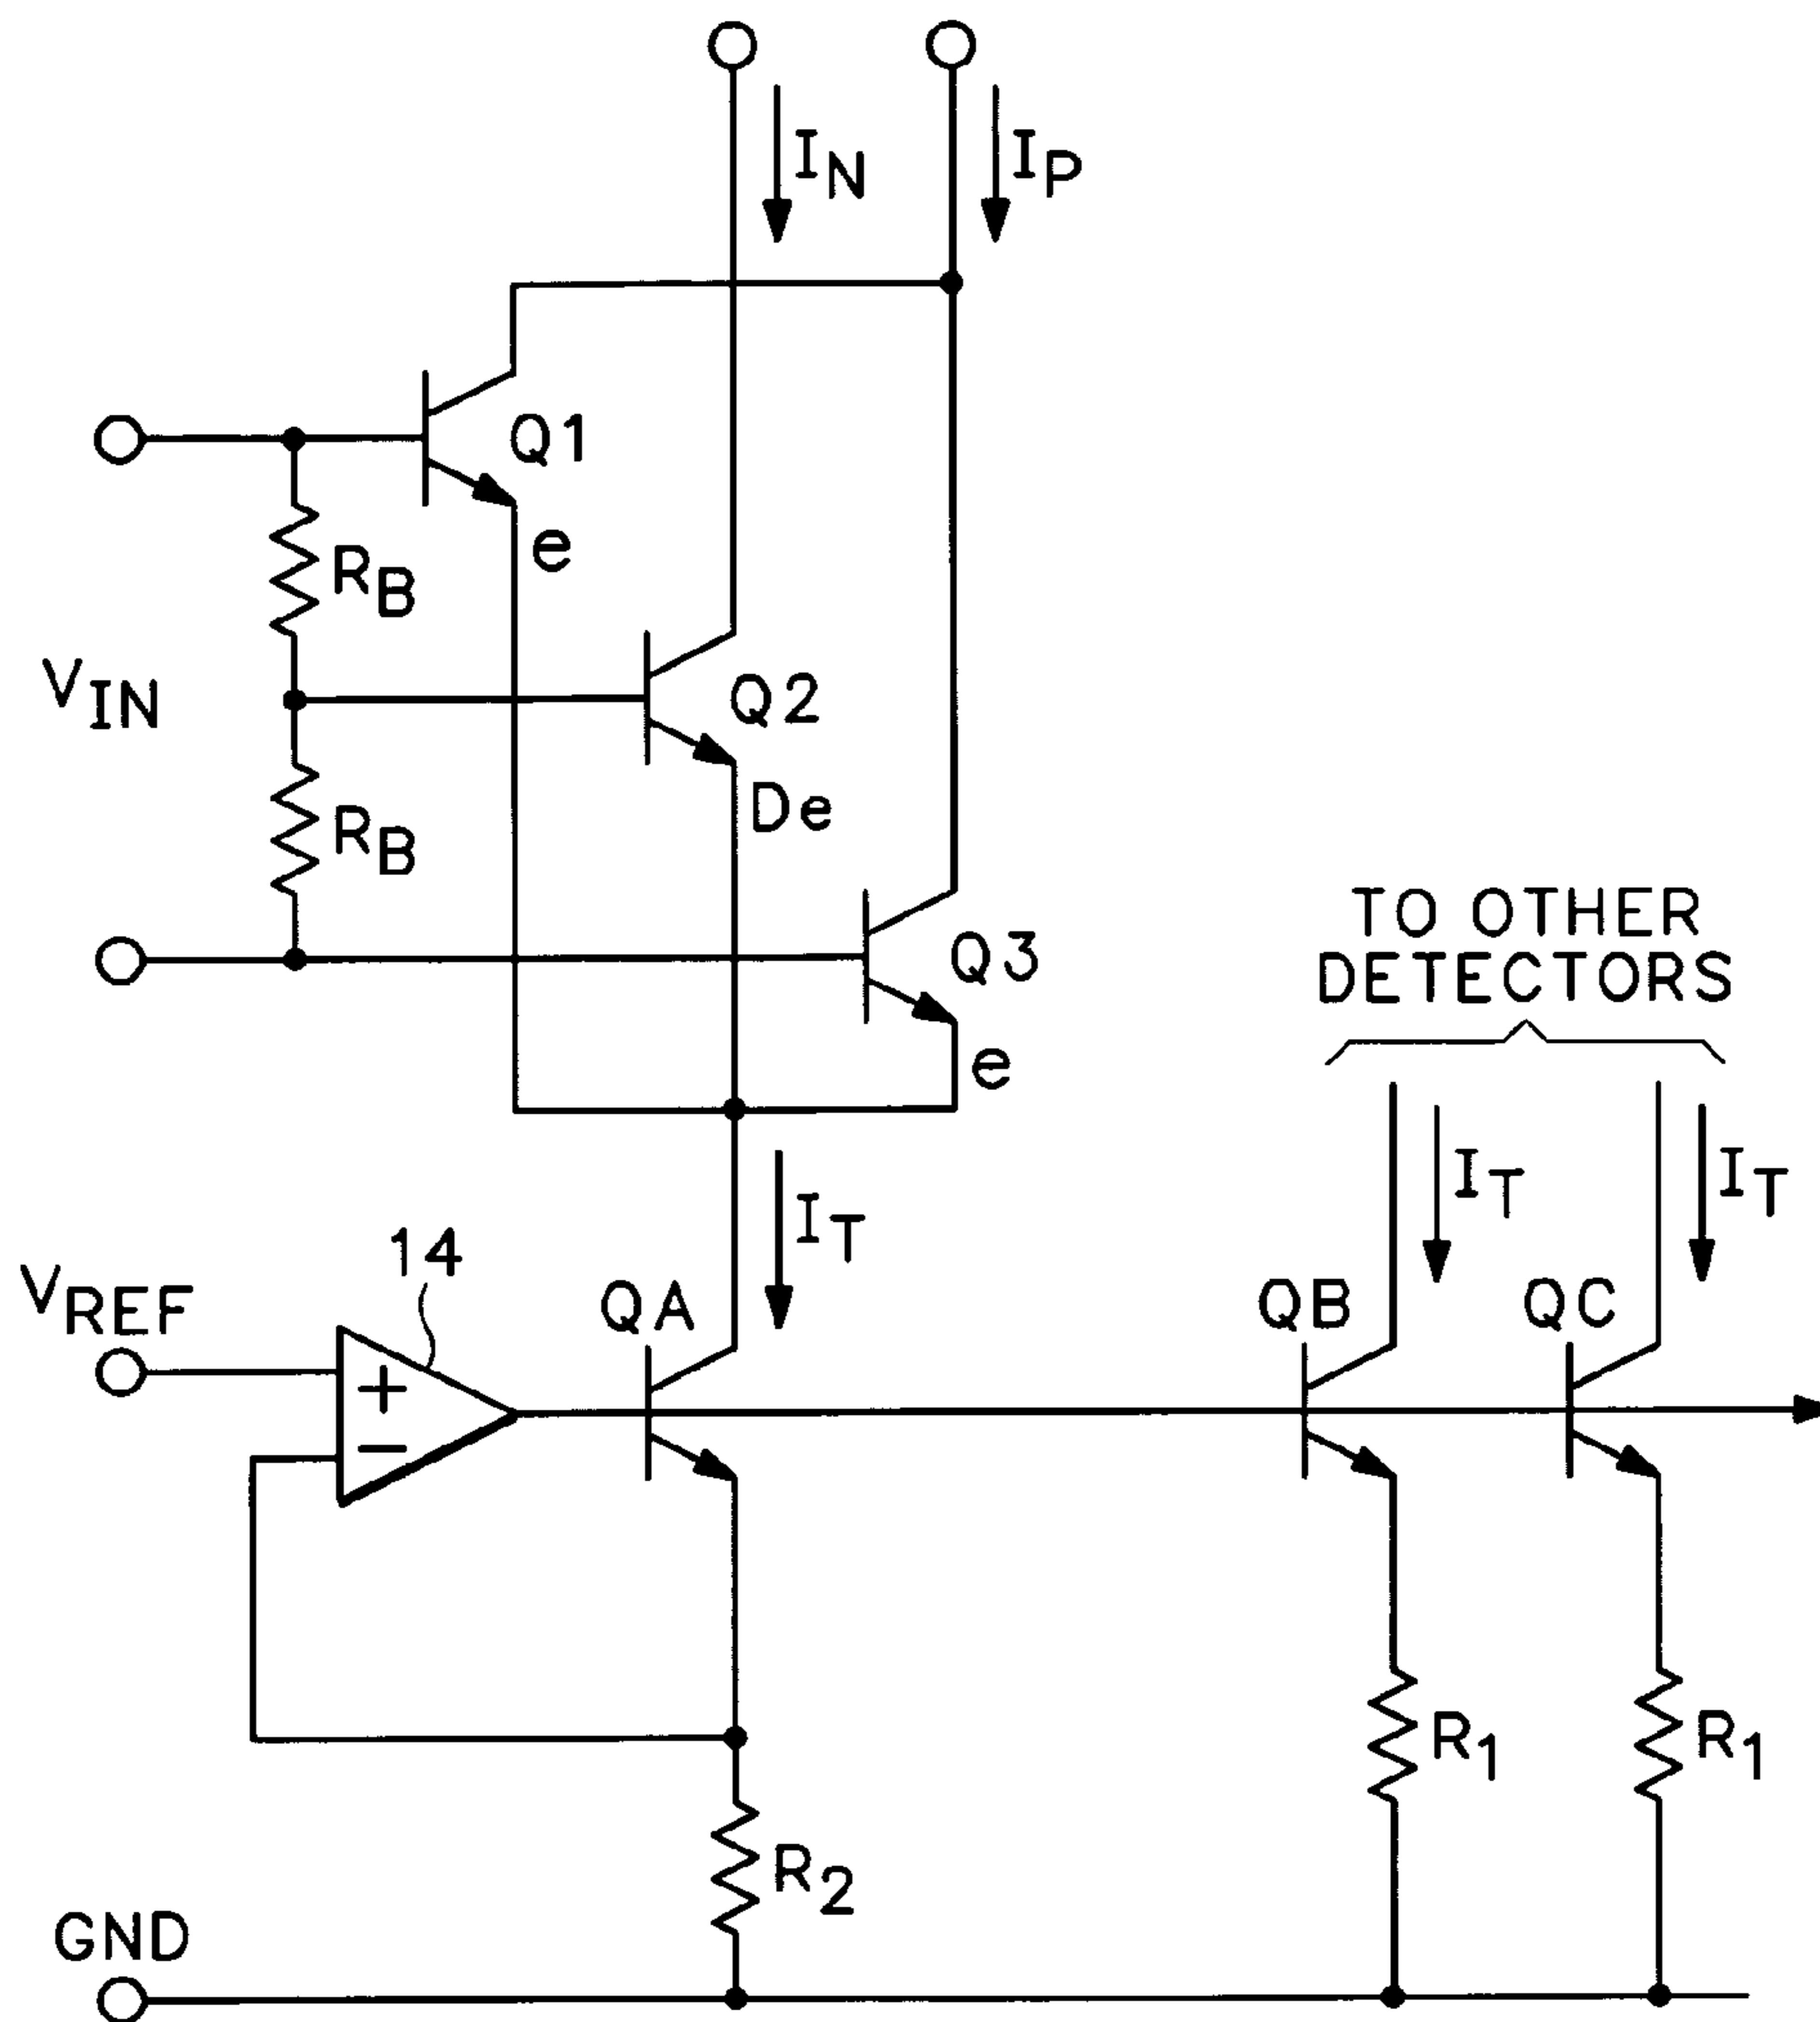 I_N
I_P
Q1
e
R_B
V_IN
Q2
De
R_B
Q3
e
TO OTHER
DETECTORS
I_T
I_T
I_T
14
V_REF
QA
QB
QC
+
−
R_1
R_1
R_2
GND